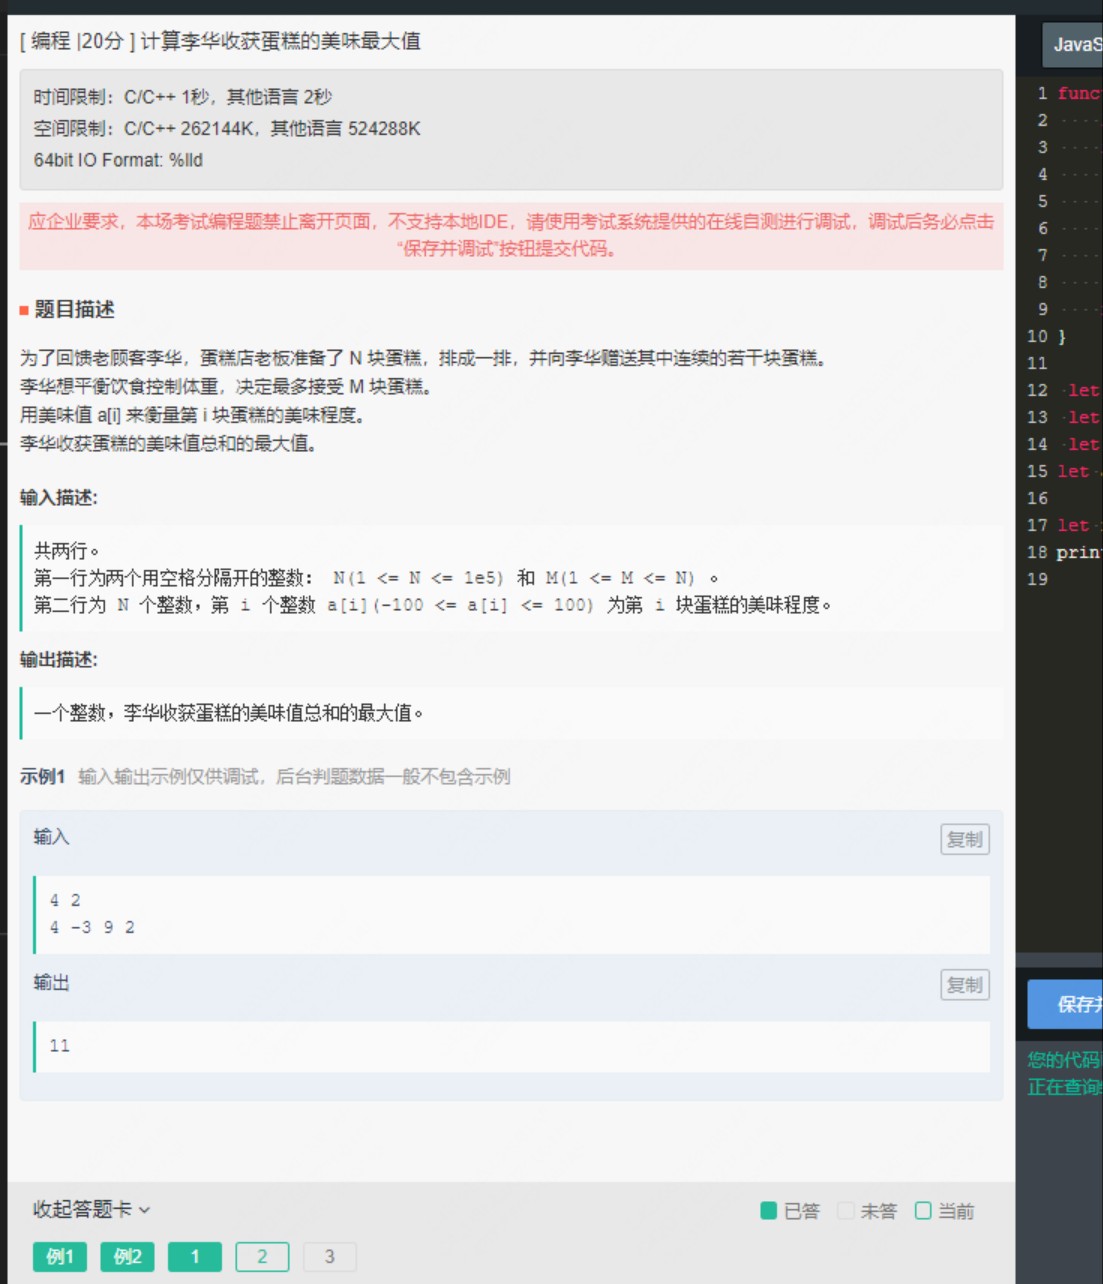 [ 编程 |20分 ] 计算李华收获蛋糕的美味最大值
时间限制：C/C++ 1秒，其他语言 2秒
空间限制：C/C++ 262144K，其他语言 524288K
64bit IO Format: %lld
应企业要求，本场考试编程题禁止离开页面，不支持本地IDE，请使用考试系统提供的在线自测进行调试，调试后务必点击
“保存并调试”按钮提交代码。
题目描述
为了回馈老顾客李华，蛋糕店老板准备了 N 块蛋糕，排成一排，并向李华赠送其中连续的若干块蛋糕。
李华想平衡饮食控制体重，决定最多接受 M 块蛋糕。
用美味值 a[i] 来衡量第 i 块蛋糕的美味程度。
李华收获蛋糕的美味值总和的最大值。
输入描述:
共两行。
第一行为两个用空格分隔开的整数： N(1 <= N <= 1e5) 和 M(1 <= M <= N) 。
第二行为 N 个整数，第 i 个整数 a[i](-100 <= a[i] <= 100) 为第 i 块蛋糕的美味程度。
输出描述:
一个整数，李华收获蛋糕的美味值总和的最大值。
示例1 输入输出示例仅供调试，后台判题数据一般不包含示例
输入
复制
4 2
4 -3 9 2
输出
复制
11
收起答题卡
已答 未答 当前
例1 例2 1 2 3
JavaS
1 func
2
3
4
5
6
7
8
9
10 }
11
12 let
13 let
14 let
15 let
16
17 let
18 prin
19
保存
您的代码
正在查询